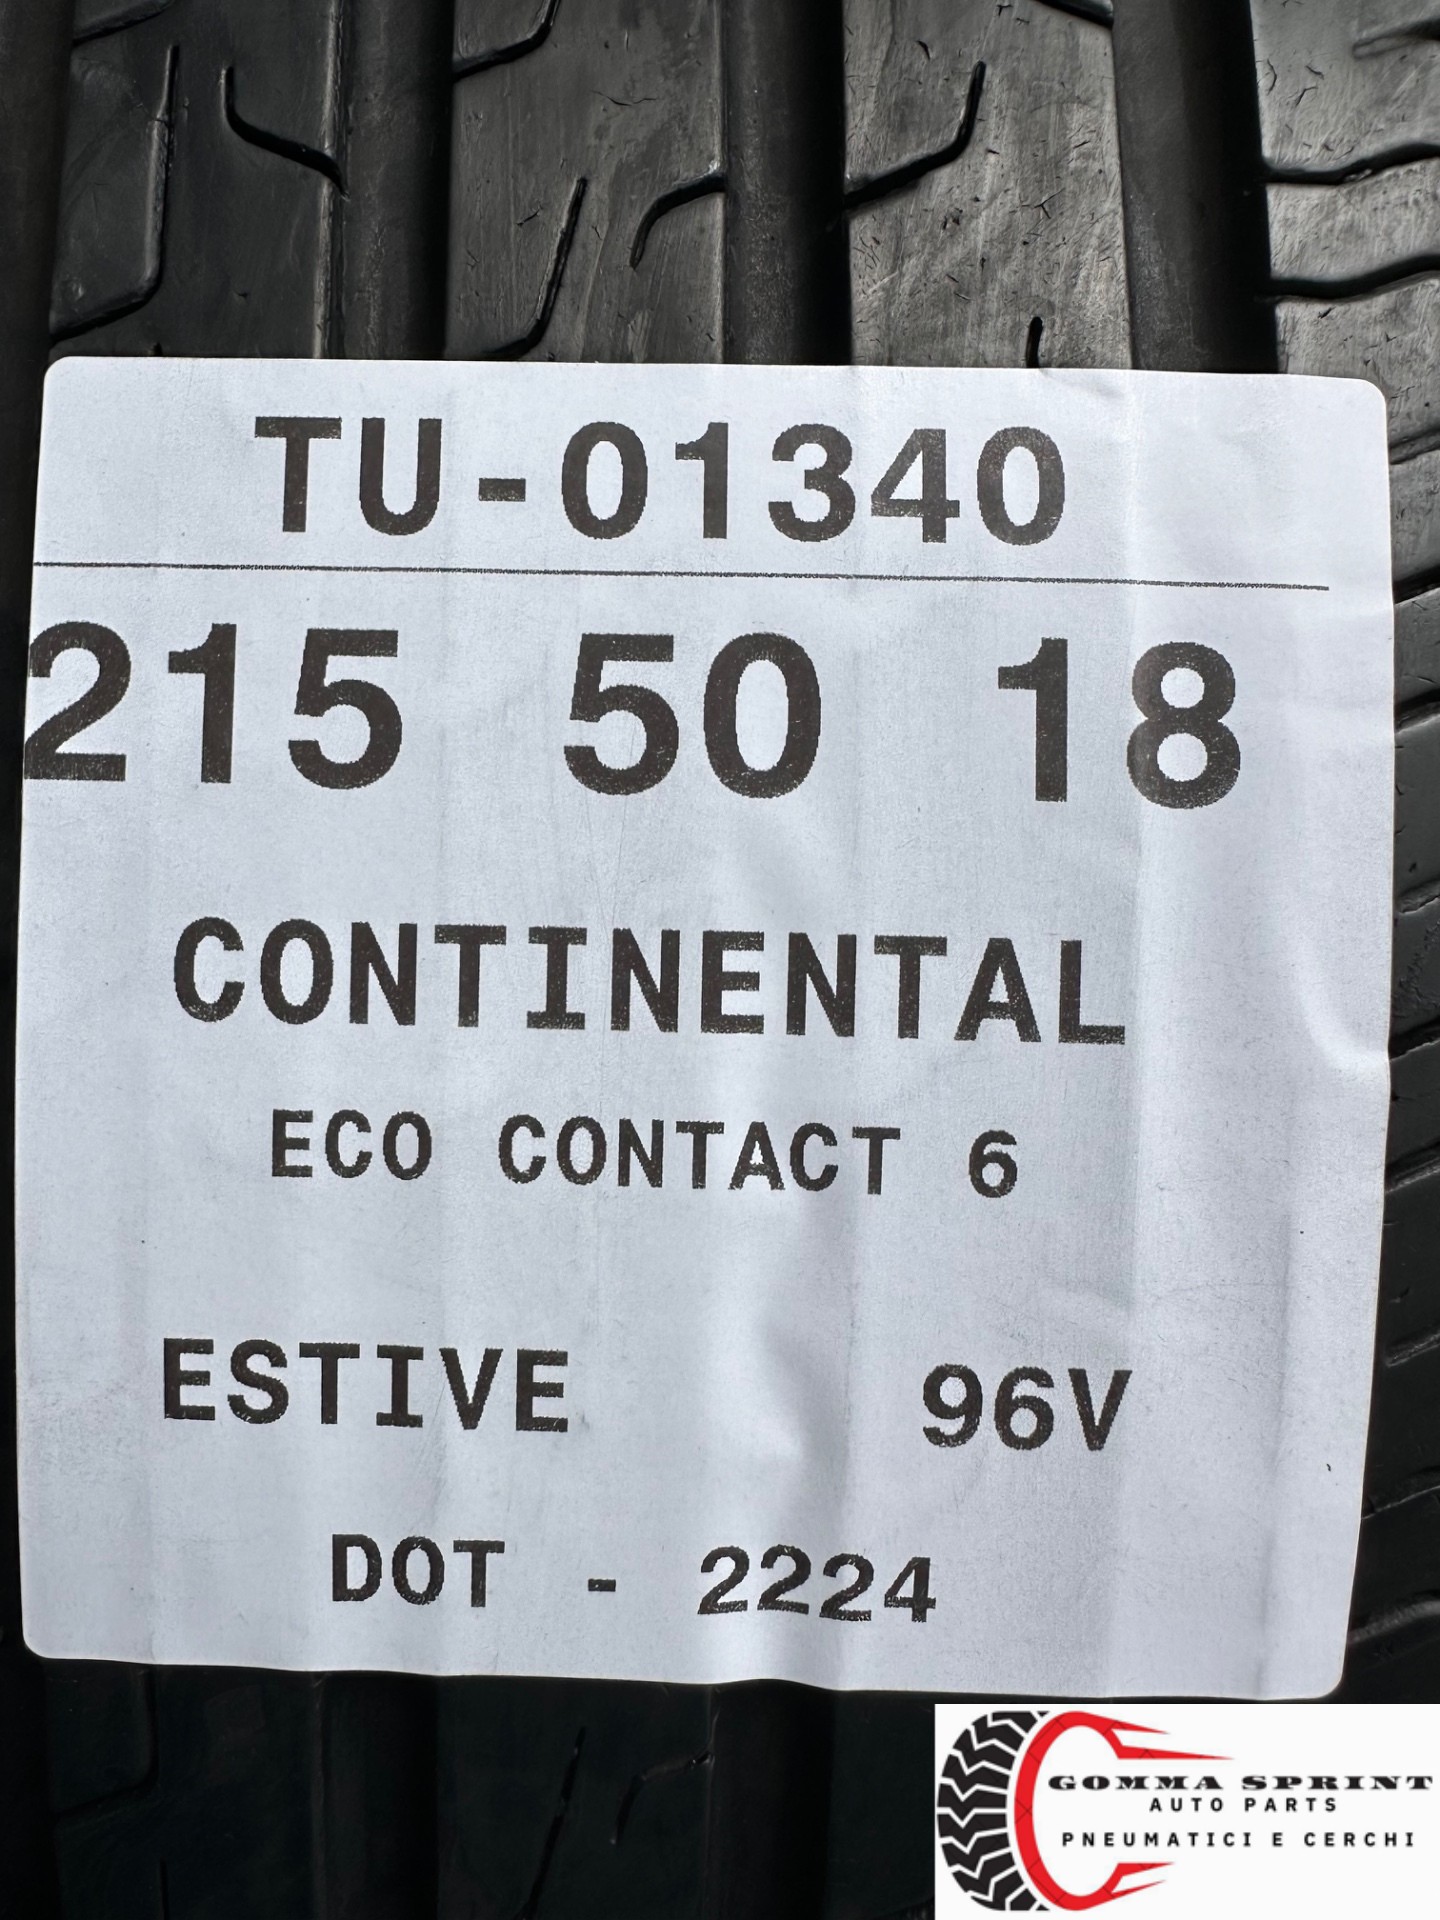 TU-01340
215 50 18
CONTINENTAL
ECO CONTACT 6
ESTIVE 96V
DOT - 2224
GOMMA SPRINT
AUTO PARTS
PNEUMATICI E CERCHI